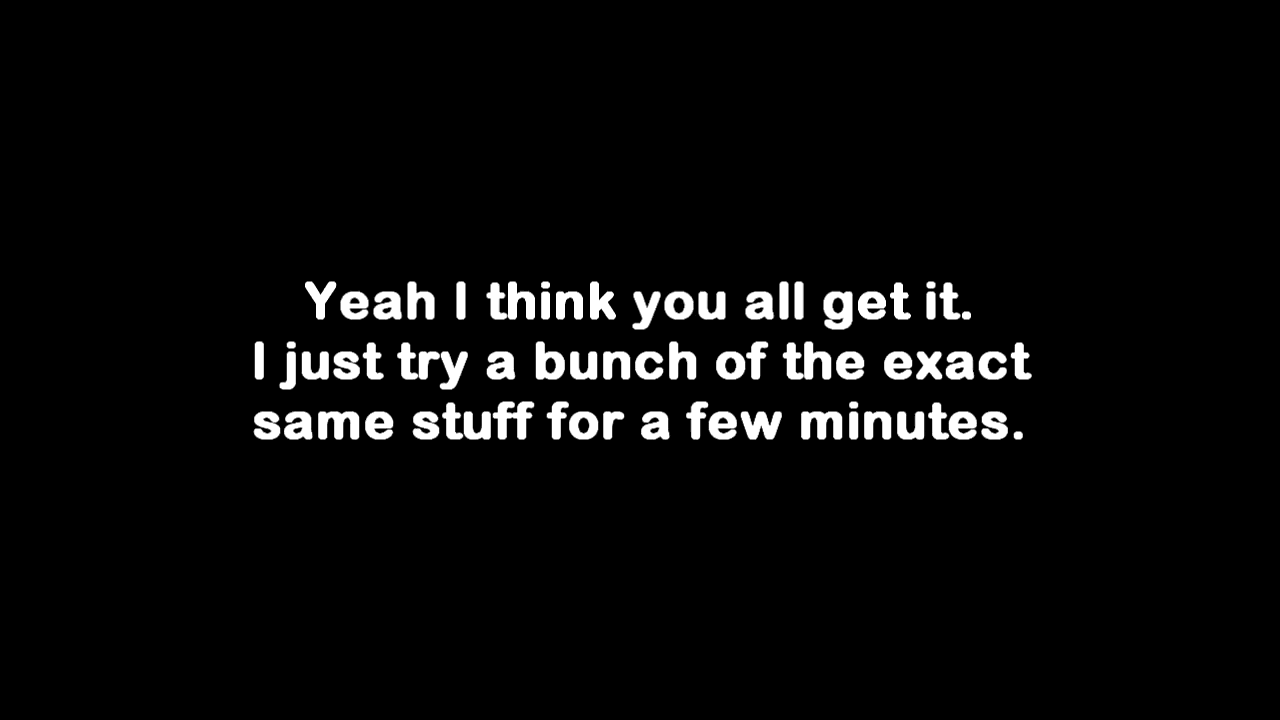 Yeah I think you all get it.
I just try a bunch of the exact
same stuff for a few minutes.